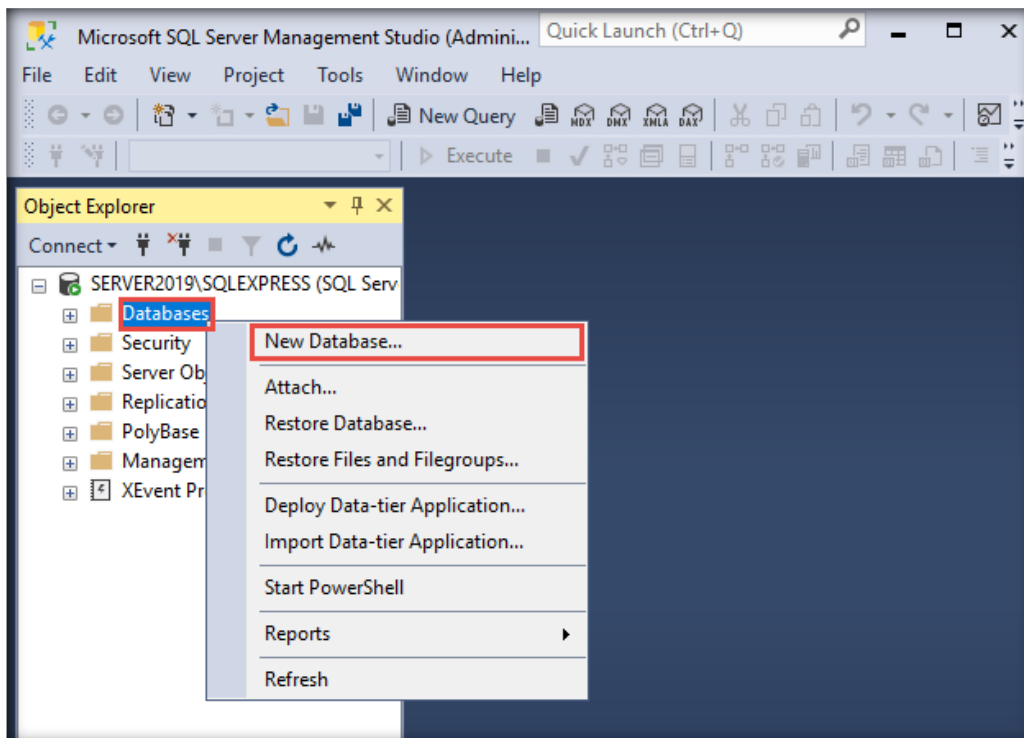 Microsoft SQL Server Management Studio (Admini...
Quick Launch (Ctrl+Q)
File Edit View Project Tools Window Help
New Query MDX DMX XMLA DAX
Execute
Object Explorer
Connect
SERVER2019\SQLEXPRESS (SQL Serv
Databases
Security
Server Ob
Replicatio
PolyBase
Managem
XEvent Pr
New Database...
Attach...
Restore Database...
Restore Files and Filegroups...
Deploy Data-tier Application...
Import Data-tier Application...
Start PowerShell
Reports
Refresh